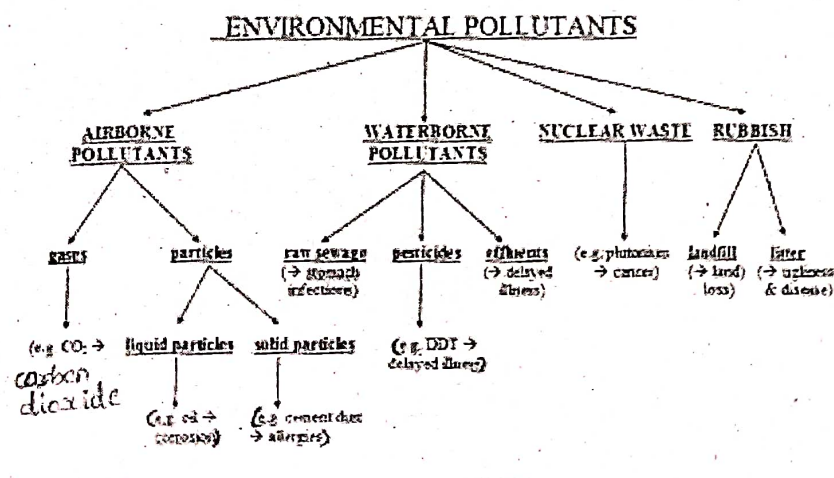 ENVIRONMENTAL POLLUTANTS
AIRBORNE
POLLUTANTS
WATERBORNE
POLLUTANTS
NUCLEAR WASTE
RUBBISH
gases
particles
raw sewage
(→ stomach
infections)
pesticides
effluents
(→ delayed
illness)
(e.g. plutonium
→ cancer)
landfill
(→ land)
loss)
litter
(→ ugliness
& disease)
(e.g CO₂ →
carbon
dioxide
liquid particles
solid particles
(e.g. DDT →
delayed illness)
(e.g. oil →
corrosion)
(e.g cement dust
→ allergies)